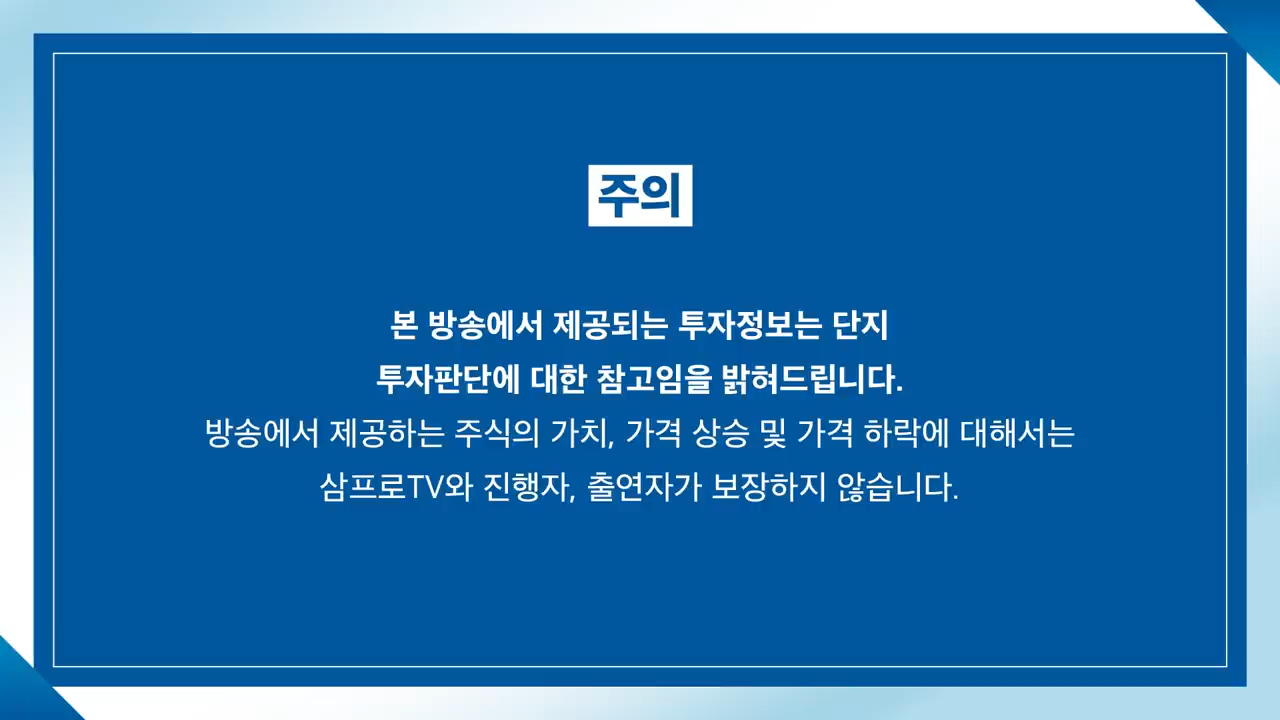 주의
본 방송에서 제공되는 투자정보는 단지
투자판단에 대한 참고임을 밝혀드립니다.
방송에서 제공하는 주식의 가치, 가격 상승 및 가격 하락에 대해서는
삼프로TV와 진행자, 출연자가 보장하지 않습니다.